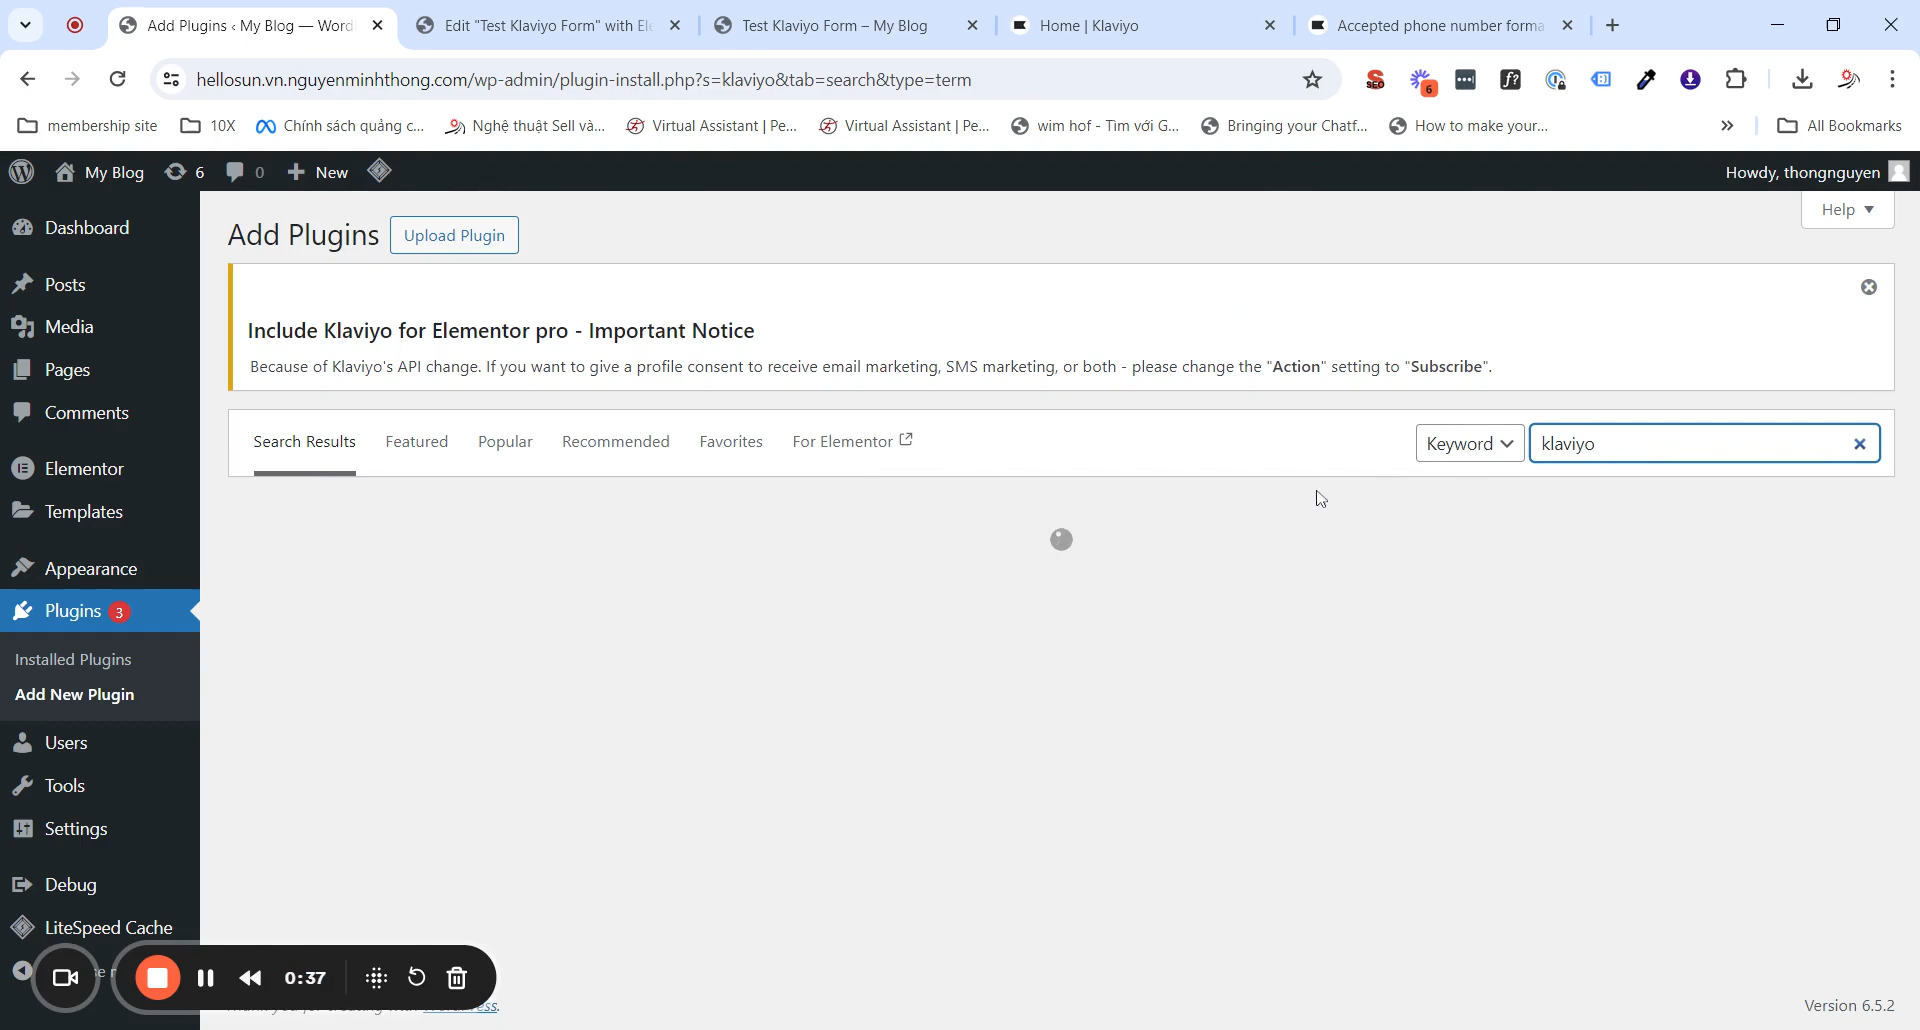 Add Plugins ‹ My Blog — Word
Edit "Test Klaviyo Form" with Ele
Test Klaviyo Form – My Blog
Home | Klaviyo
Accepted phone number forma
hellosun.vn.nguyenminhthong.com/wp-admin/plugin-install.php?s=klaviyo&tab=search&type=term
6
membership site
10X
Chính sách quảng c...
Nghệ thuật Sell và...
Virtual Assistant | Pe...
Virtual Assistant | Pe...
wim hof - Tìm với G...
Bringing your Chatf...
How to make your...
All Bookmarks
My Blog
6
0
New
Howdy, thongnguyen
Dashboard
Posts
Media
Pages
Comments
Elementor
Templates
Appearance
Plugins 3
Installed Plugins
Add New Plugin
Users
Tools
Settings
Debug
LiteSpeed Cache
Add Plugins
Upload Plugin
Help
Include Klaviyo for Elementor pro - Important Notice
Because of Klaviyo's API change. If you want to give a profile consent to receive email marketing, SMS marketing, or both - please change the "Action" setting to "Subscribe".
Search Results
Featured
Popular
Recommended
Favorites
For Elementor
Keyword
klaviyo
0:37
Version 6.5.2